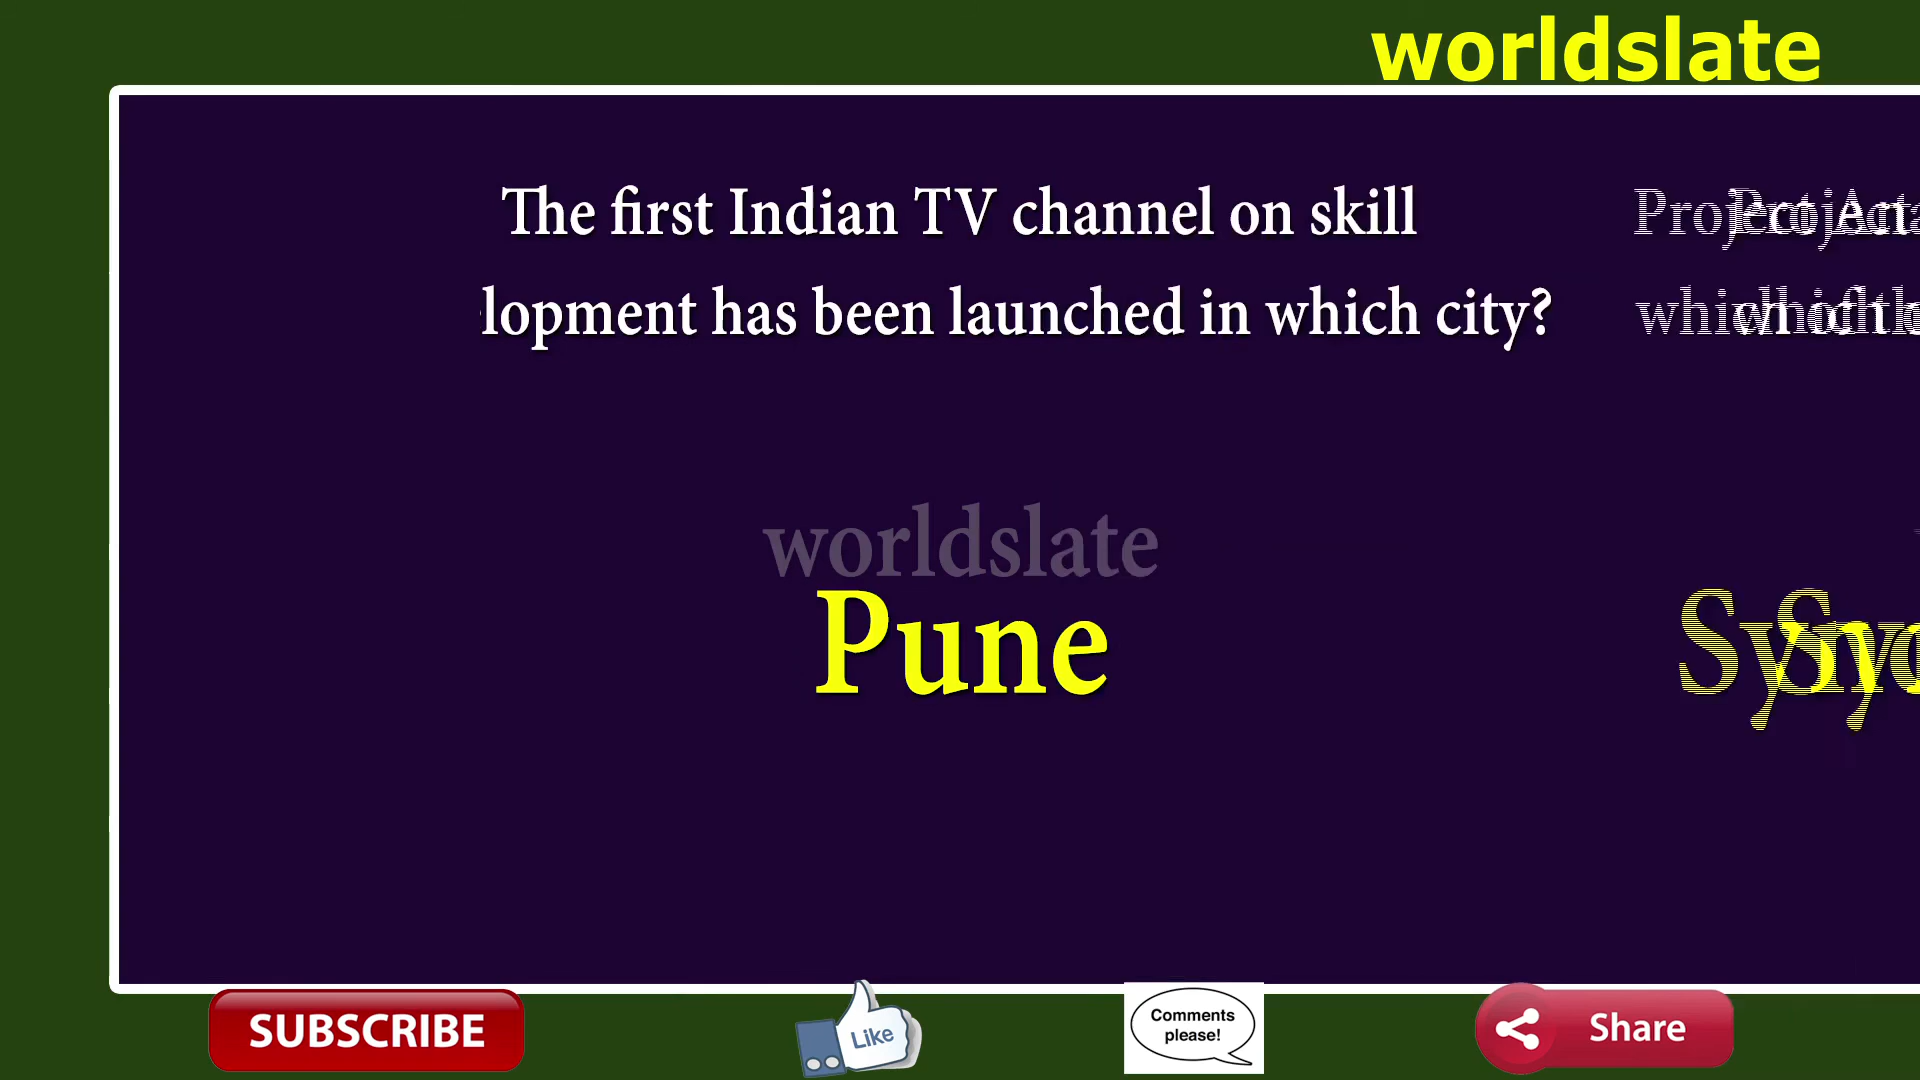 worldslate
The first Indian TV channel on skill
lopment has been launched in which city?
worldslate
Pune
SUBSCRIBE
Like
Comments
please!
Share